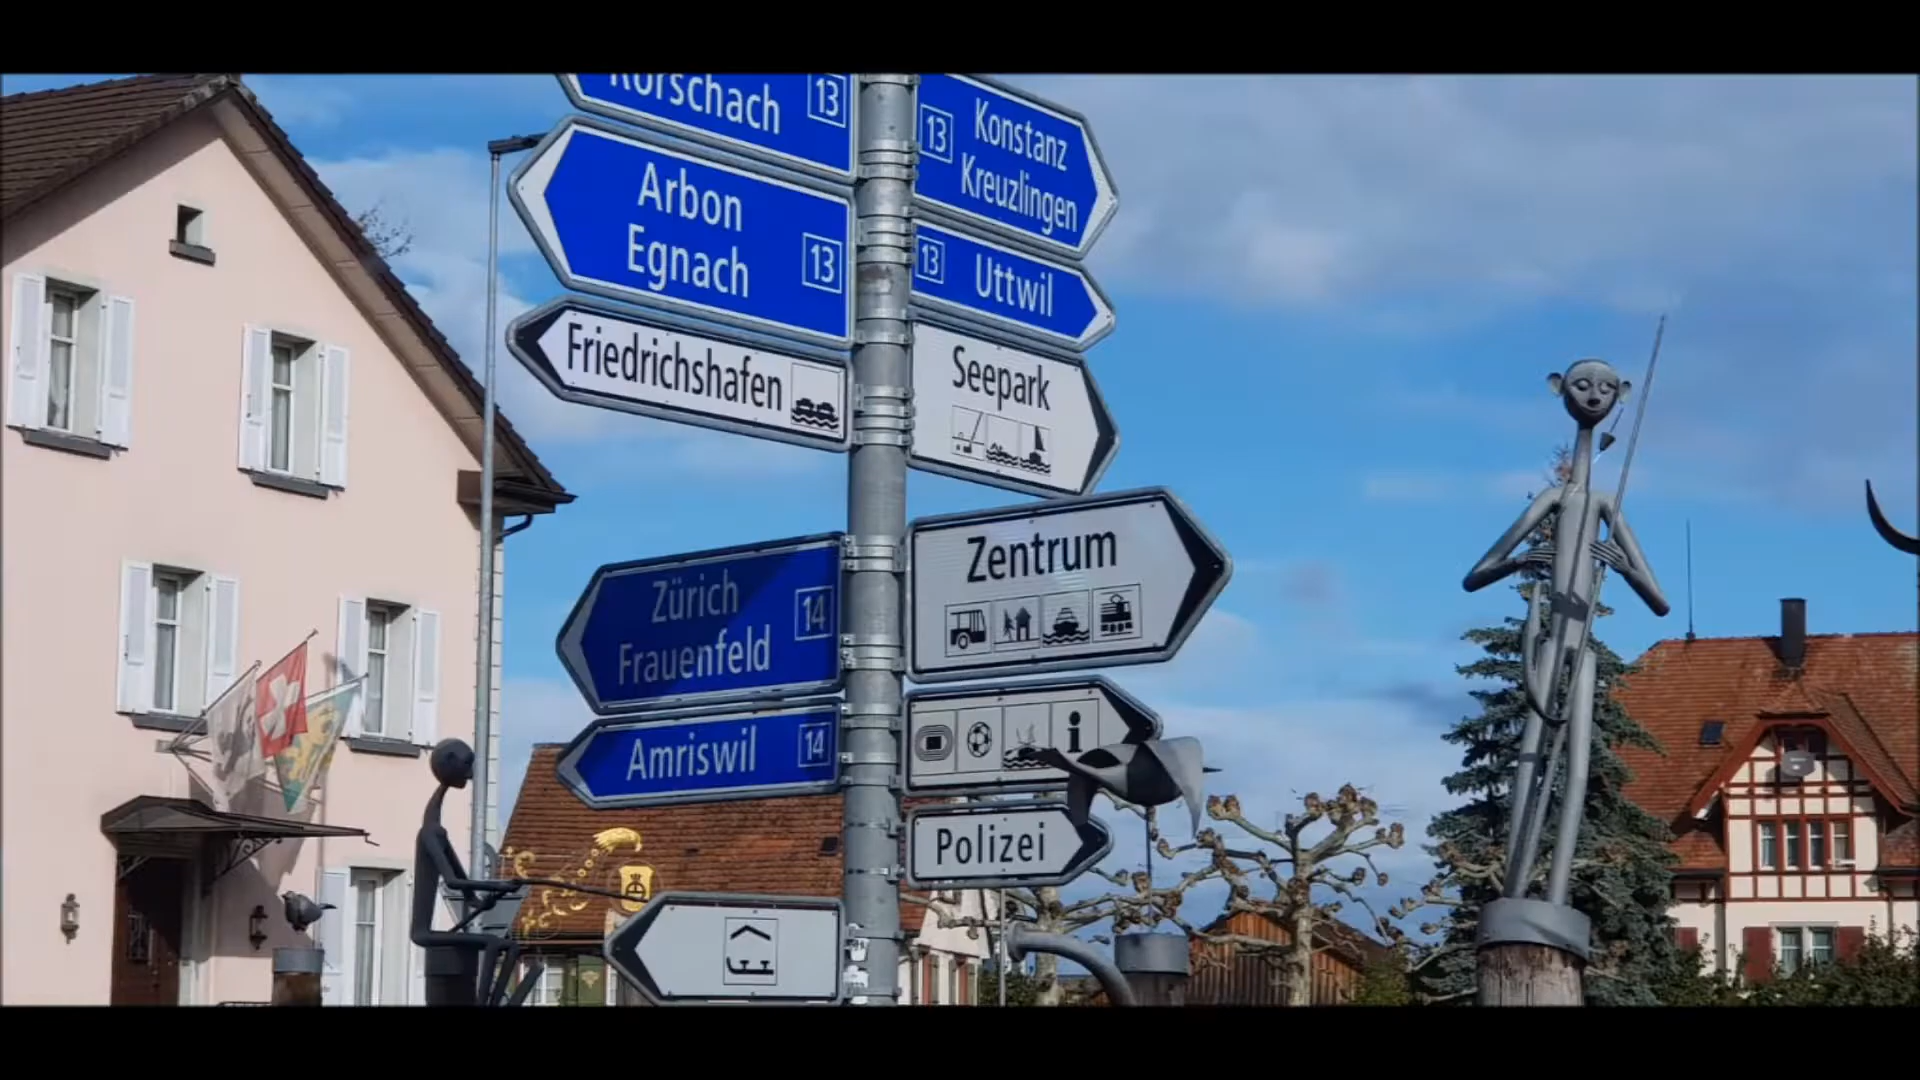 Rorschach 13
13 Konstanz
Kreuzlingen
Arbon
Egnach 13
13 Uttwil
Friedrichshafen
Seepark
Zentrum
Zürich
Frauenfeld 14
i
Amriswil 14
Polizei